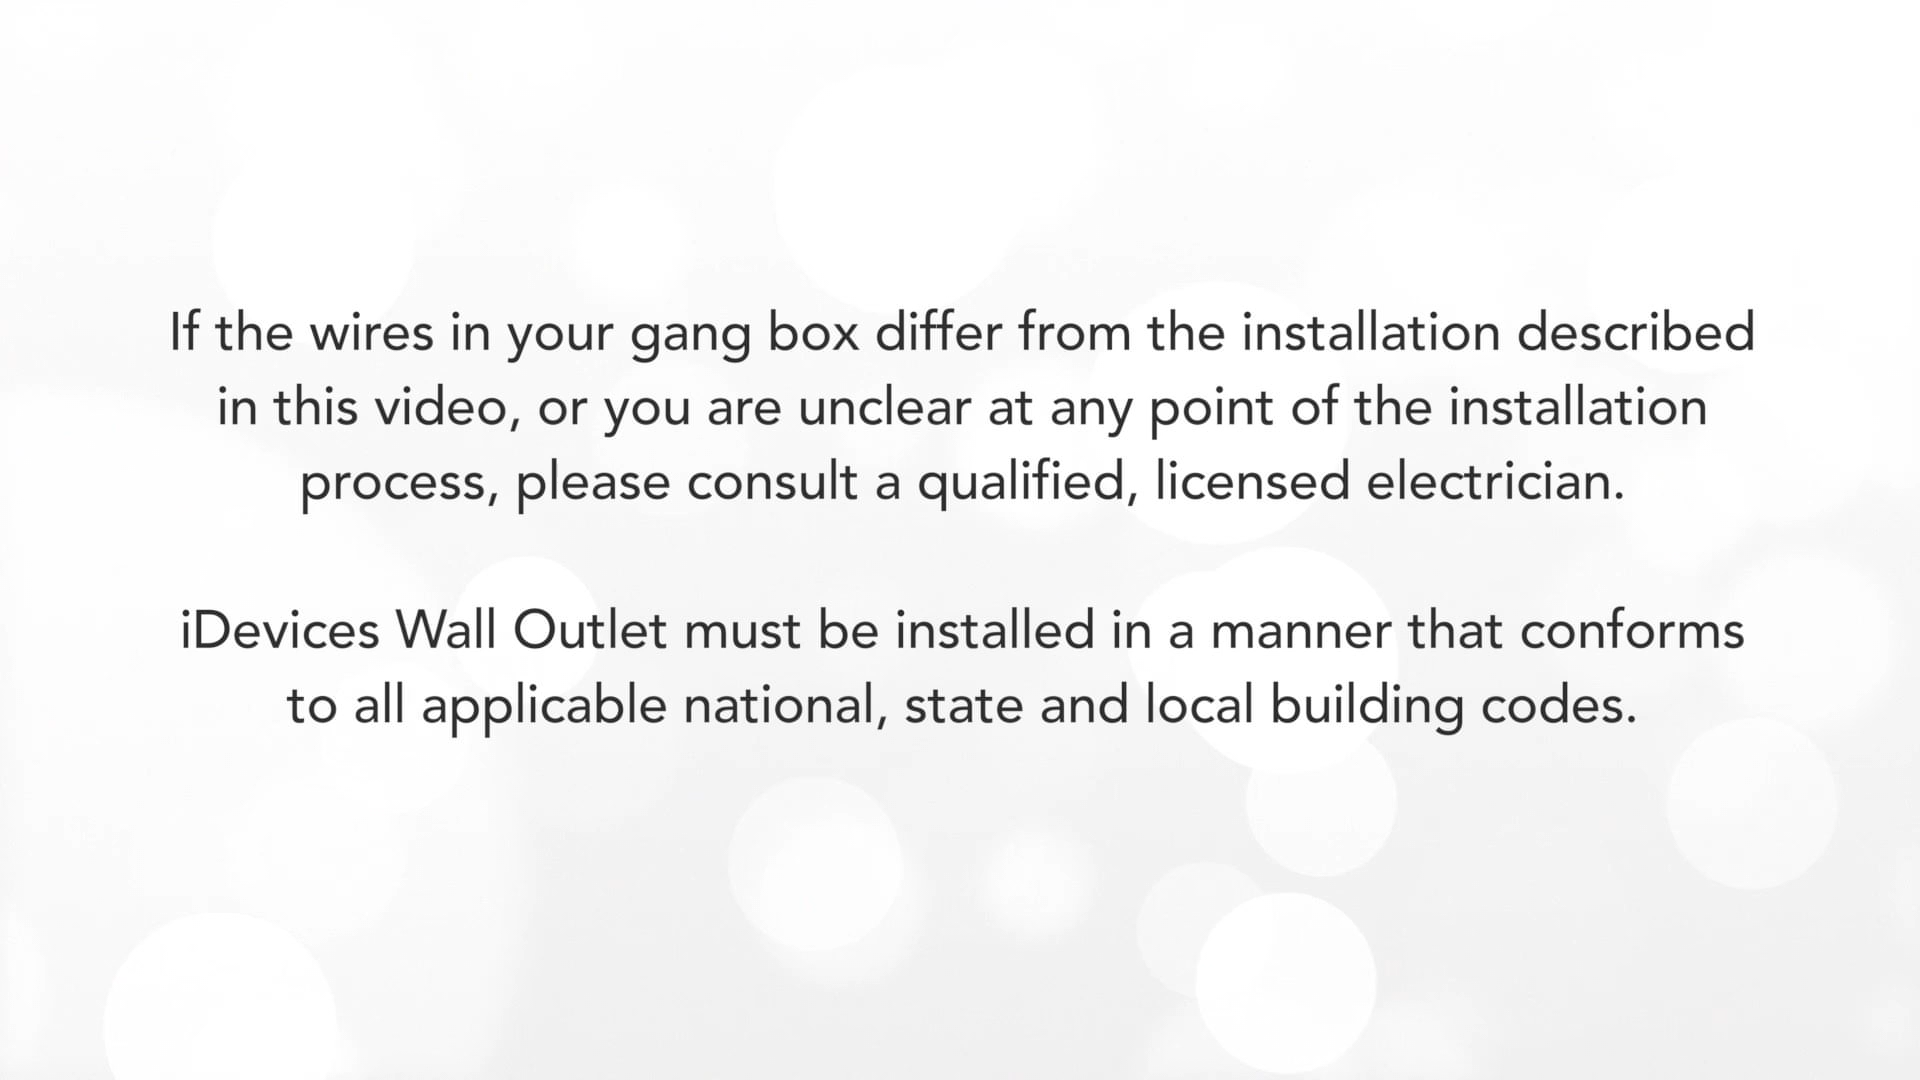 If the wires in your gang box differ from the installation described
in this video, or you are unclear at any point of the installation
process, please consult a qualified, licensed electrician.
iDevices Wall Outlet must be installed in a manner that conforms
to all applicable national, state and local building codes.